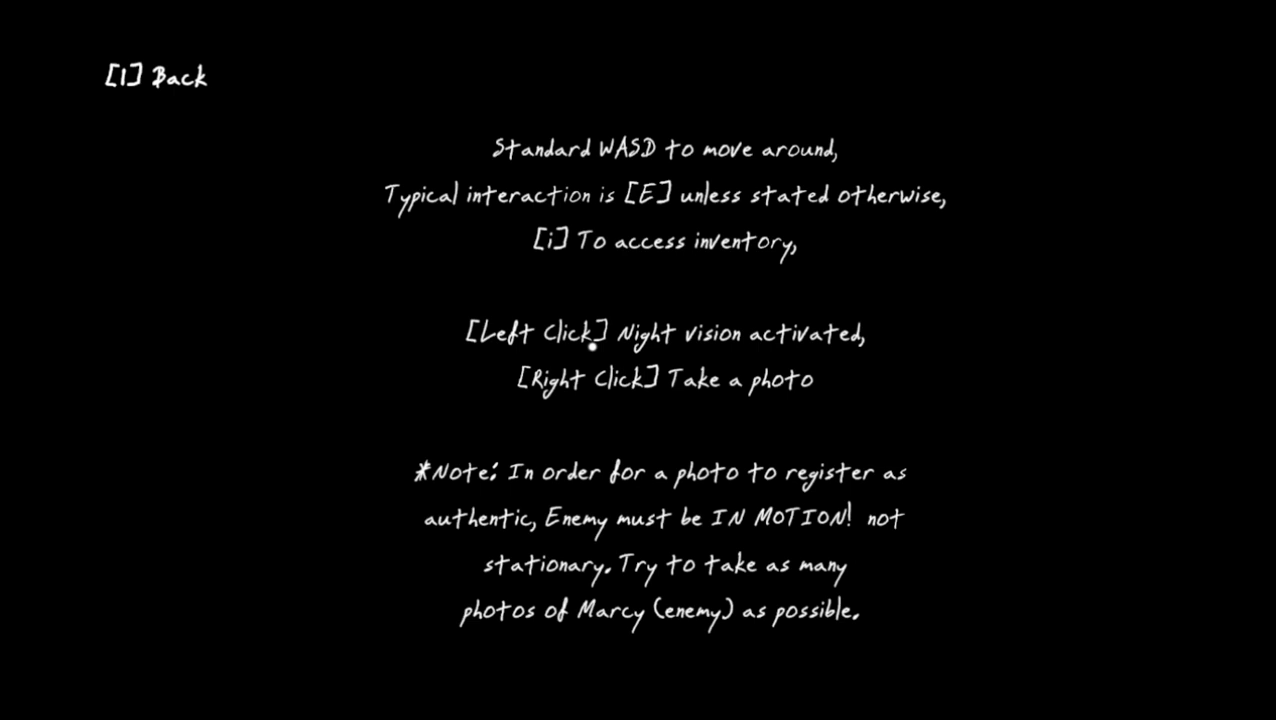 [1] Back
Standard WASD to move around,
Typical interaction is [E] unless stated otherwise,
[i] To access inventory,
[Left Click] Night vision activated,
[Right Click] Take a photo
*Note: In order for a photo to register as
authentic, Enemy must be IN MOTION! not
stationary. Try to take as many
photos of Marcy (enemy) as possible.